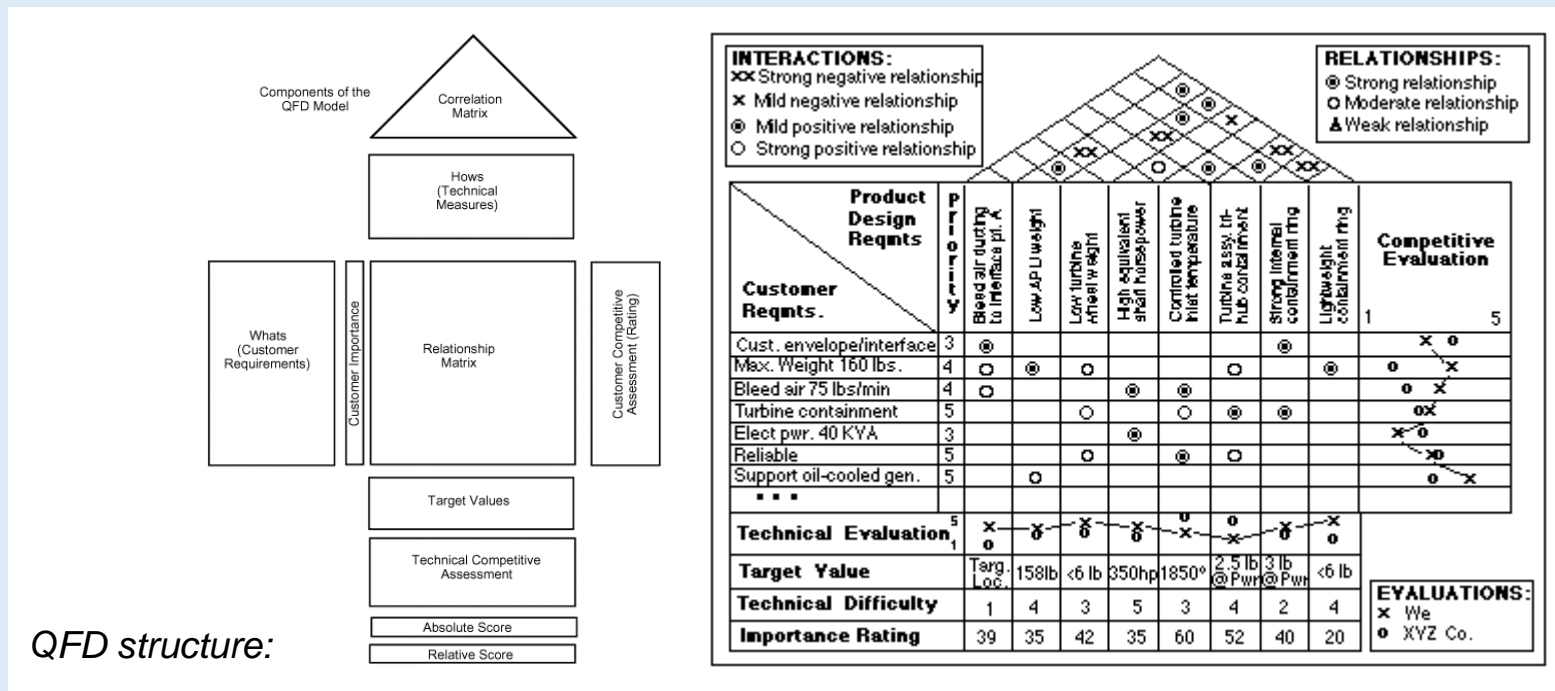 Components of the
QFD Model
Correlation
Matrix
Hows
(Technical
Measures)
Whats
(Customer
Requirements)
Customer Importance
Relationship
Matrix
Customer Competitive
Assessment (Rating)
Target Values
Technical Competitive
Assessment
Absolute Score
Relative Score
QFD structure:
INTERACTIONS:
XX Strong negative relationship
x Mild negative relationship
Mild positive relationship
Strong positive relationship
RELATIONSHIPS:
Strong relationship
Moderate relationship
Weak relationship
Product
Design
Reqmts
Customer
Reqmts.
Priority
Bleed air ducting
to Interface pt. A
Low APU weight
Low turbine
wheel weight
High equivalent
shaft horsepower
Controlled turbine
inlet temperature
Turbine assy. tri-
hub containment
Strong internal
containment ring
Lightweight
containment ring
Competitive
Evaluation
1 5
Cust. envelope/interface 3
Max. Weight 160 lbs. 4
Bleed air 75 lbs/min 4
Turbine containment 5
Elect pwr. 40 KVA 3
Reliable 5
Support oil-cooled gen. 5
Technical Evaluation 5 1
Target Value Targ. Loc. 158lb <6 lb 350hp 1850° 2.5 lb @ Pwr 3 lb @ Pwr <6 lb
Technical Difficulty 1 4 3 5 3 4 2 4
Importance Rating 39 35 42 35 60 52 40 20
EVALUATIONS:
x We
o XYZ Co.